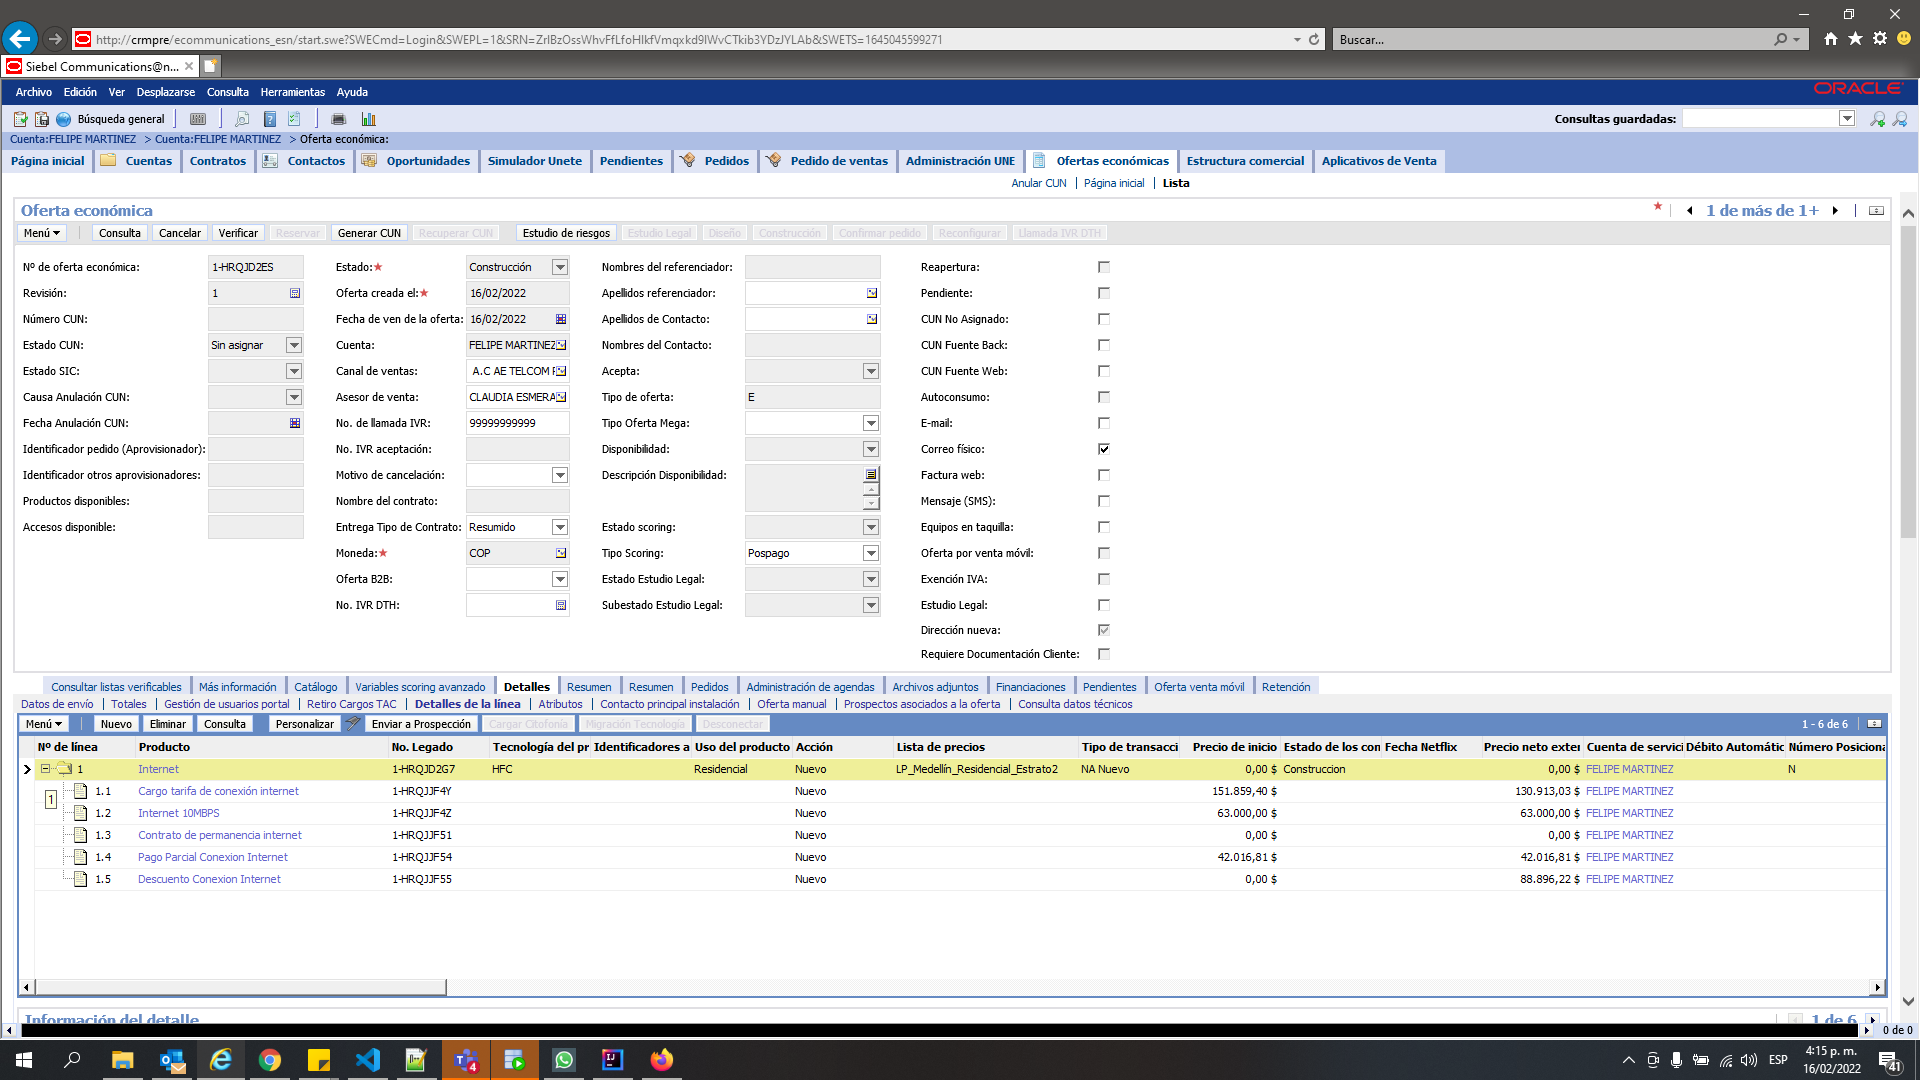 http://crmpre/ecommunications_esn/start.swe?SWECmd=Login&SWEPL=1&SRN=ZrIBzOssWhvFfLfoHIkfVmqxkd9IWvCTkib3YDzJYLAb&SWETS=1645045599271
Buscar...
Siebel Communications@n...
Archivo Edición Ver Desplazarse Consulta Herramientas Ayuda
ORACLE
Búsqueda general
Consultas guardadas:
Cuenta:FELIPE MARTINEZ > Cuenta:FELIPE MARTINEZ > Oferta económica:
Página inicial Cuentas Contratos Contactos Oportunidades Simulador Unete Pendientes Pedidos Pedido de ventas Administración UNE Ofertas económicas Estructura comercial Aplicativos de Venta
Anular CUN Página inicial Lista
Oferta económica
1 de más de 1+
Menú Consulta Cancelar Verificar Reservar Generar CUN Recuperar CUN Estudio de riesgos Estudio Legal Diseño Construcción Confirmar pedido Reconfigurar Llamada IVR DTH
Nº de oferta económica: 1-HRQJD2ES Estado: Construcción Nombres del referenciador: Reapertura:
Revisión: 1 Oferta creada el: 16/02/2022 Apellidos referenciador: Pendiente:
Número CUN: Fecha de ven de la oferta: 16/02/2022 Apellidos de Contacto: CUN No Asignado:
Estado CUN: Sin asignar Cuenta: FELIPE MARTINEZ Nombres del Contacto: CUN Fuente Back:
Estado SIC: Canal de ventas: A.C AE TELCOM F Acepta: CUN Fuente Web:
Causa Anulación CUN: Asesor de venta: CLAUDIA ESMERA Tipo de oferta: E Autoconsumo:
Fecha Anulación CUN: No. de llamada IVR: 99999999999 Tipo Oferta Mega: E-mail:
Identificador pedido (Aprovisionador): No. IVR aceptación: Disponibilidad: Correo físico:
Identificador otros aprovisionadores: Motivo de cancelación: Descripción Disponibilidad: Factura web:
Productos disponibles: Nombre del contrato: Mensaje (SMS):
Accesos disponible: Entrega Tipo de Contrato: Resumido Estado scoring: Equipos en taquilla:
Moneda: COP Tipo Scoring: Pospago Oferta por venta móvil:
Oferta B2B: Estado Estudio Legal: Exención IVA:
No. IVR DTH: Subestado Estudio Legal: Estudio Legal:
Dirección nueva:
Requiere Documentación Cliente:
Consultar listas verificables Más información Catálogo Variables scoring avanzado Detalles Resumen Resumen Pedidos Administración de agendas Archivos adjuntos Financiaciones Pendientes Oferta venta móvil Retención
Datos de envío Totales Gestión de usuarios portal Retiro Cargos TAC Detalles de la línea Atributos Contacto principal instalación Oferta manual Prospectos asociados a la oferta Consulta datos técnicos
Menú Nuevo Eliminar Consulta Personalizar Enviar a Prospección Cargar Citofonía Migración Tecnología Desconectar 1 - 6 de 6
Nº de línea Producto No. Legado Tecnología del pr Identificadores a Uso del producto Acción Lista de precios Tipo de transacci Precio de inicio Estado de los con Fecha Netflix Precio neto exter Cuenta de servici Débito Automátic Número Posiciona
1 Internet 1-HRQJD2G7 HFC Residencial Nuevo LP_Medellín_Residencial_Estrato2 NA Nuevo 0,00 $ Construccion 0,00 $ FELIPE MARTINEZ N
1.1 Cargo tarifa de conexión internet 1-HRQJJF4Y Nuevo 151.859,40 $ 130.913,03 $ FELIPE MARTINEZ
1
1.2 Internet 10MBPS 1-HRQJJF4Z Nuevo 63.000,00 $ 63.000,00 $ FELIPE MARTINEZ
1.3 Contrato de permanencia internet 1-HRQJJF51 Nuevo 0,00 $ 0,00 $ FELIPE MARTINEZ
1.4 Pago Parcial Conexion Internet 1-HRQJJF54 Nuevo 42.016,81 $ 42.016,81 $ FELIPE MARTINEZ
1.5 Descuento Conexion Internet 1-HRQJJF55 Nuevo 0,00 $ 88.896,22 $ FELIPE MARTINEZ
Información del detalle
1 de 6
0 de 0
ESP
4:15 p. m.
16/02/2022
4
41